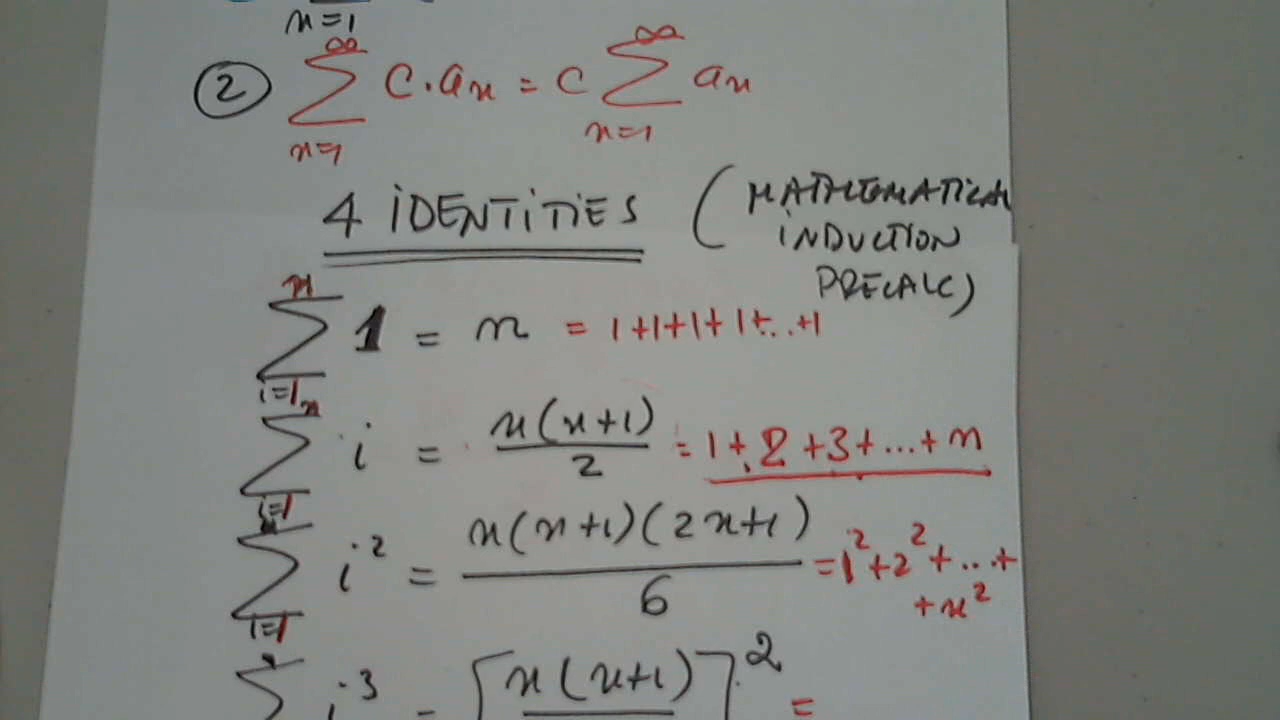 n=1
② ∞∑n=1 c·aₙ = c ∞∑n=1 aₙ
4 iDENTiTiES (MATHEMATICAL
INDUCTION
PRECALC)
n∑i=1 1 = n = 1+1+1+1+...+1
n∑i=1 i = n(n+1)/2 = 1+2+3+...+n
n∑i=1 i² = n(n+1)(2n+1)/6 = 1²+2²+...+
+n²
∑ i³ = [n(n+1)]² =